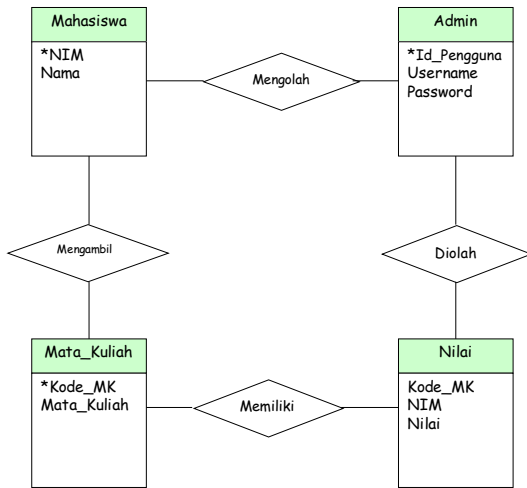 Mahasiswa
*NIM
Nama
Mengolah
Admin
*Id_Pengguna
Username
Password
Mengambil
Diolah
Mata_Kuliah
*Kode_MK
Mata_Kuliah
Memiliki
Nilai
Kode_MK
NIM
Nilai